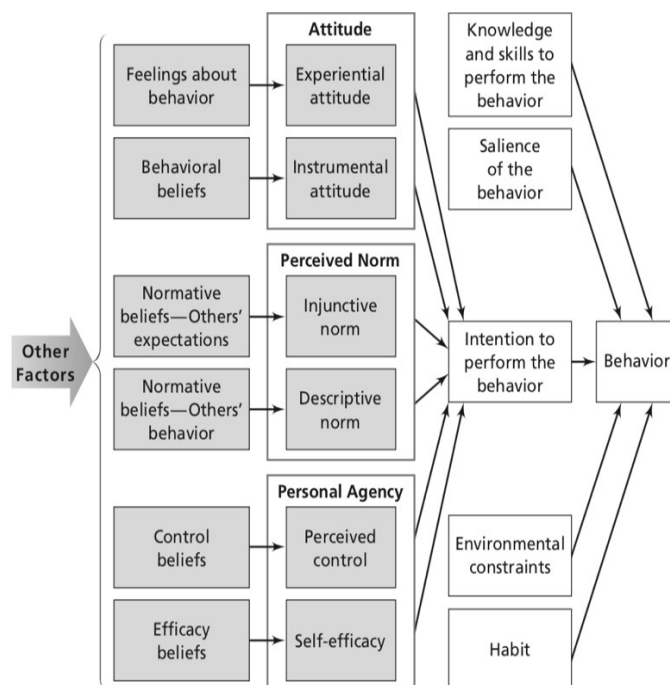 Other
Factors
Feelings about
behavior
Behavioral
beliefs
Normative
beliefs—Others’
expectations
Normative
beliefs—Others’
behavior
Control
beliefs
Efficacy
beliefs
Attitude
Experiential
attitude
Instrumental
attitude
Perceived Norm
Injunctive
norm
Descriptive
norm
Personal Agency
Perceived
control
Self-efficacy
Knowledge
and skills to
perform the
behavior
Salience
of the
behavior
Intention to
perform the
behavior
Environmental
constraints
Habit
Behavior